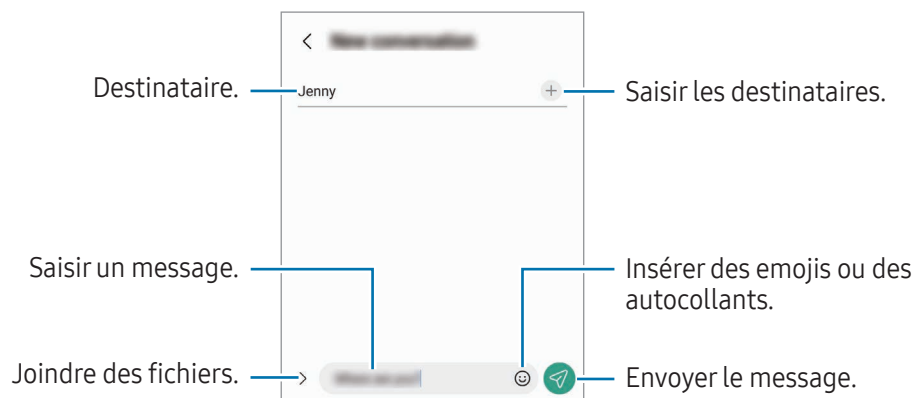 Destinataire.
Jenny
Saisir les destinataires.
Saisir un message.
Insérer des emojis ou des
autocollants.
Joindre des fichiers.
Envoyer le message.